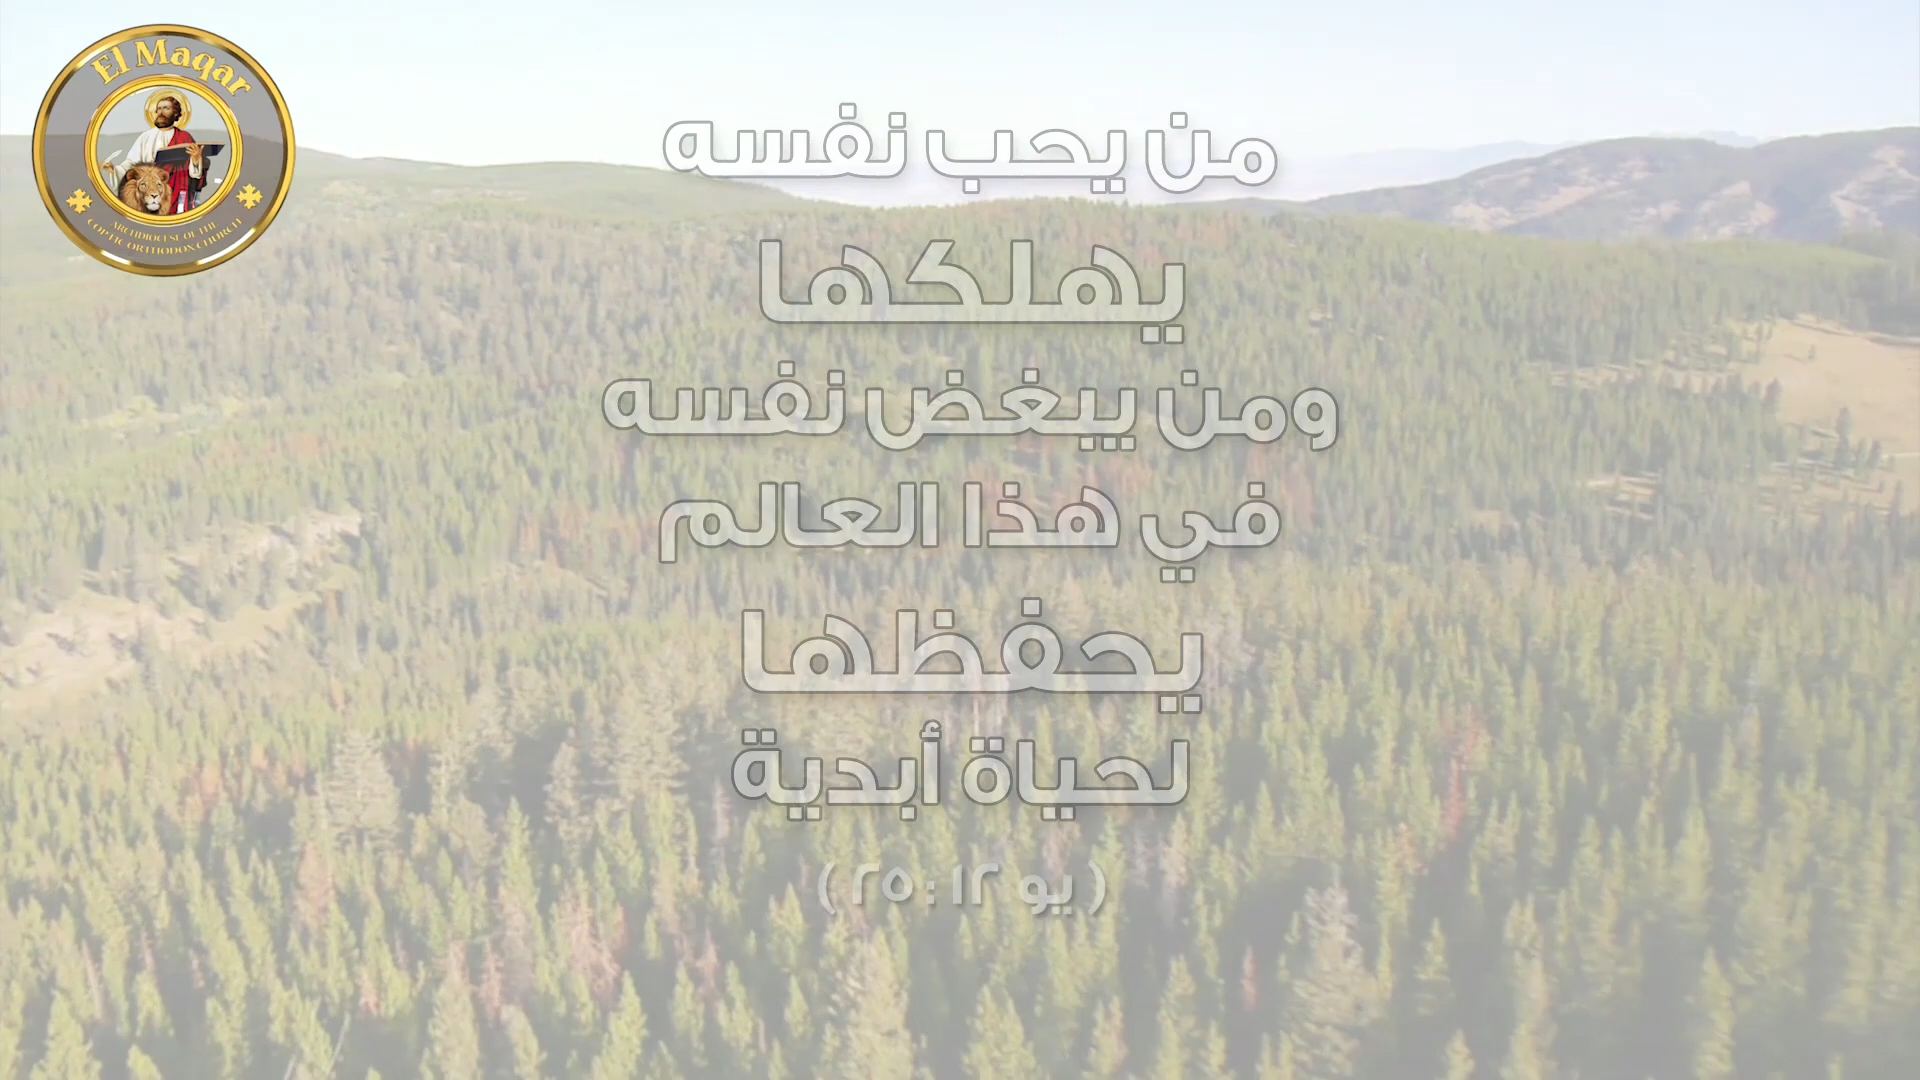 El Maqar
ARCHDIOCESE OF THE
COPTIC ORTHODOX CHURCH
من يحب نفسه
يهلكها
ومن يبغض نفسه
في هذا العالم
يحفظها
لحياة أبدية
( يو ١٢ : ٢٥ )